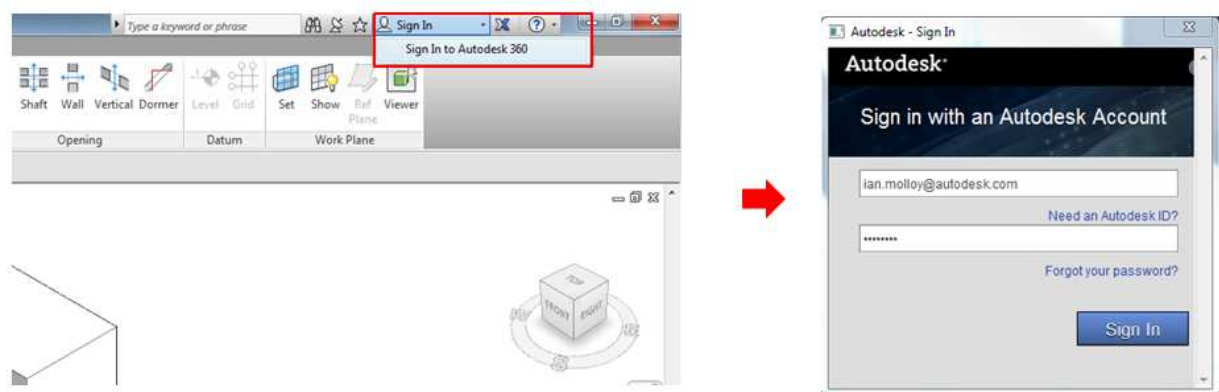 Type a keyword or phrase
Sign In
Sign In to Autodesk 360
Shaft Wall Vertical Dormer Level Grid Set Show Ref Plane Viewer
Opening Datum Work Plane
TOP
FRONT RIGHT
Autodesk - Sign In
Autodesk
Sign in with an Autodesk Account
ian.molloy@autodesk.com
Need an Autodesk ID?
••••••••
Forgot your password?
Sign In